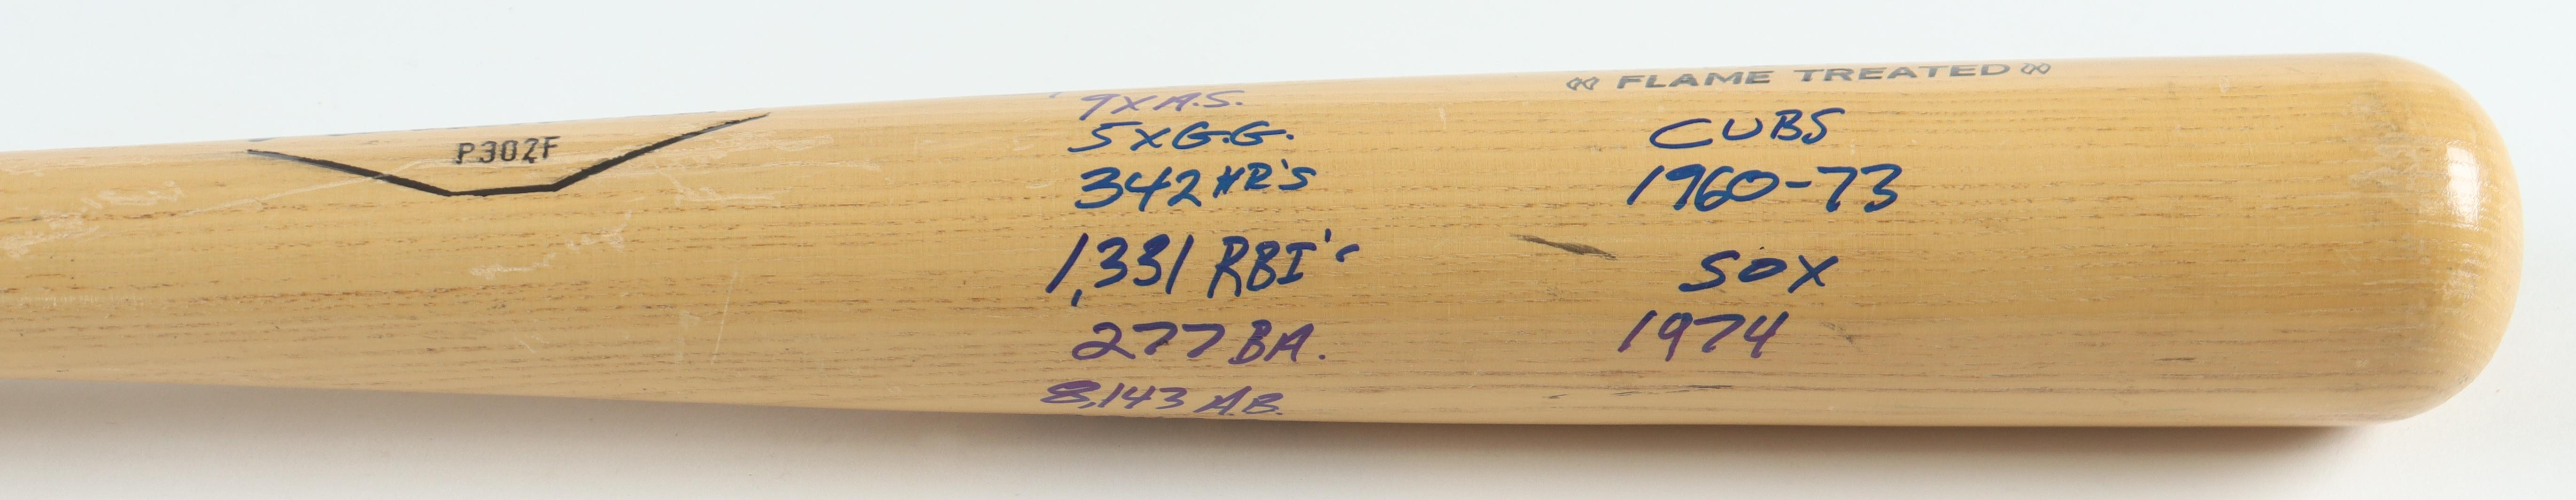 « FLAME TREATED »
P302F
9X A.S.
5X G.G.
342 HR's
1,331 RBI's
277 BA.
8,143 A.B.
CUBS
1960-73
SOX
1974